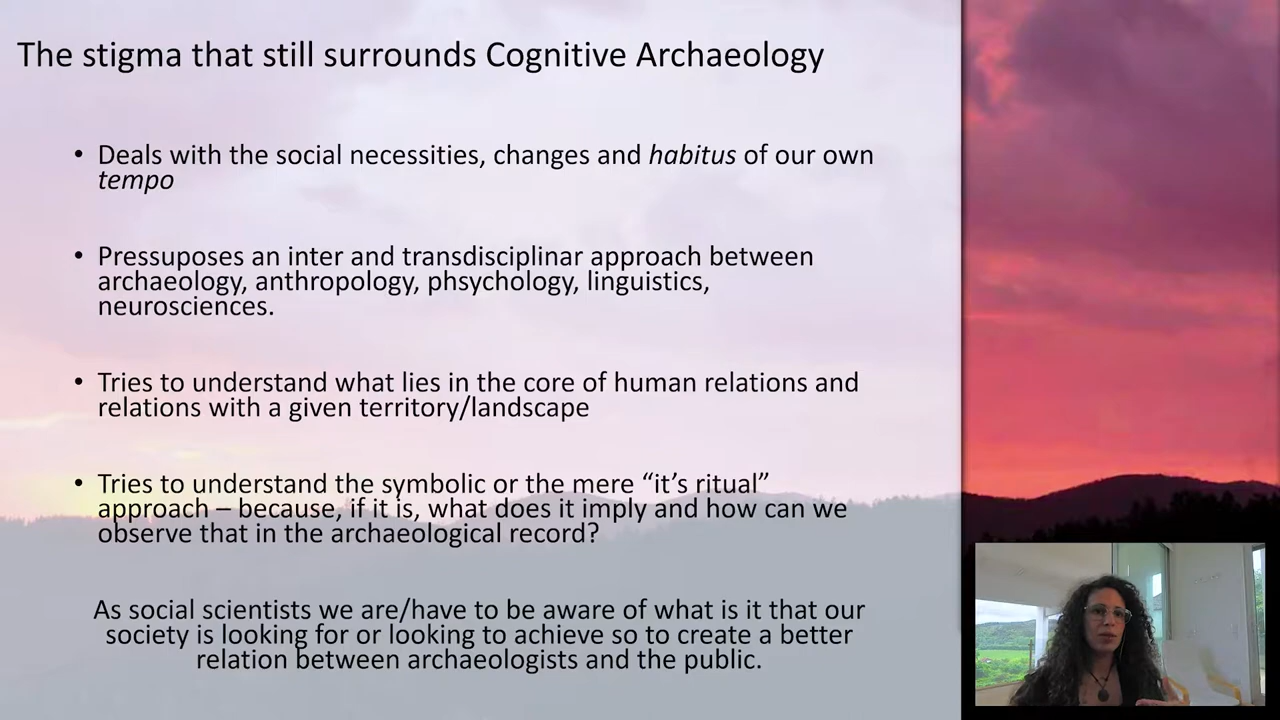 The stigma that still surrounds Cognitive Archaeology
• Deals with the social necessities, changes and habitus of our own
tempo
• Pressuposes an inter and transdisciplinar approach between
archaeology, anthropology, phsychology, linguistics,
neurosciences.
• Tries to understand what lies in the core of human relations and
relations with a given territory/landscape
• Tries to understand the symbolic or the mere “it’s ritual”
approach – because, if it is, what does it imply and how can we
observe that in the archaeological record?
As social scientists we are/have to be aware of what is it that our
society is looking for or looking to achieve so to create a better
relation between archaeologists and the public.